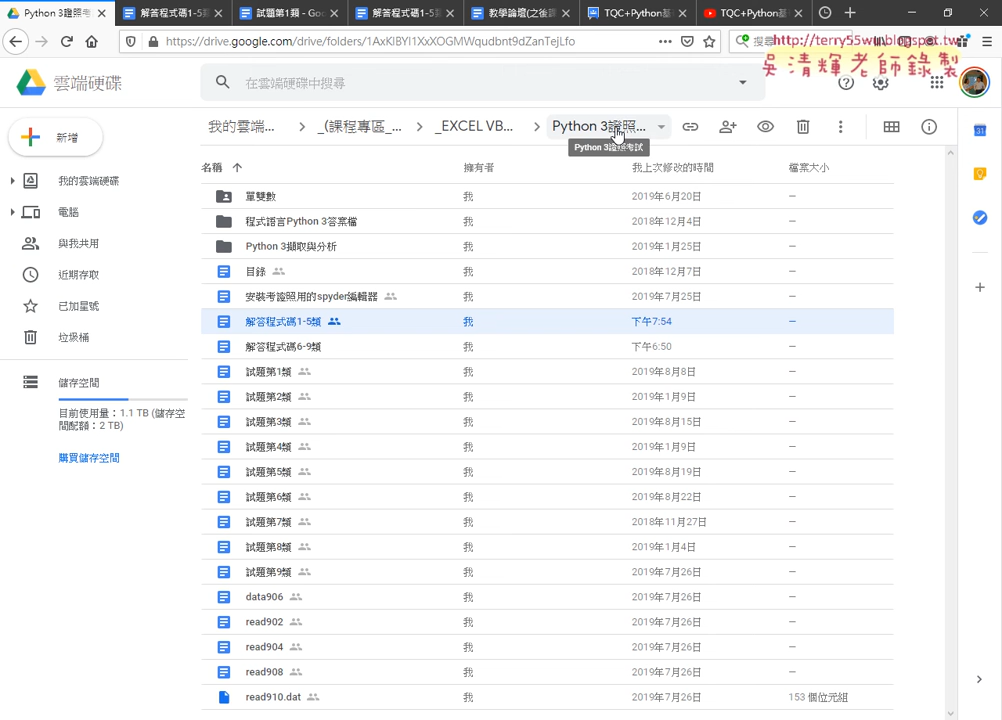 Python 3證照考
解答程式碼1-5類
試題第1類 - Goo
解答程式碼1-5類
教學論壇(之後課
TQC+Python基
TQC+Python基
https://drive.google.com/drive/folders/1AxKlBYI1XxXOGMWqudbnt9dZanTejLfo
http://terry55wu.blogspot.tw
吳清輝老師錄製
雲端硬碟
在雲端硬碟中搜尋
新增
我的雲端... _(課程專區_... _EXCEL VB... Python 3證照...
Python 3證照考試
名稱 擁有者 我上次修改的時間 檔案大小
我的雲端硬碟
電腦
與我共用
近期存取
已加星號
垃圾桶
儲存空間
目前使用量：1.1 TB (儲存空
間配額：2 TB)
購買儲存空間
單雙數 我 2019年6月20日 —
程式語言Python 3答案檔 我 2018年12月4日 —
Python 3擷取與分析 我 2019年1月25日 —
目錄 我 2018年12月7日 —
安裝考證照用的spyder編輯器 我 2019年7月25日 —
解答程式碼1-5類 我 下午7:54 —
解答程式碼6-9類 我 下午6:50 —
試題第1類 我 2019年8月8日 —
試題第2類 我 2019年1月9日 —
試題第3類 我 2019年8月15日 —
試題第4類 我 2019年1月9日 —
試題第5類 我 2019年8月19日 —
試題第6類 我 2019年8月22日 —
試題第7類 我 2018年11月27日 —
試題第8類 我 2019年1月4日 —
試題第9類 我 2019年7月26日 —
data906 我 2019年7月26日 —
read902 我 2019年7月26日 —
read904 我 2019年7月26日 —
read908 我 2019年7月26日 —
read910.dat 我 2019年7月26日 153 個位元組
31